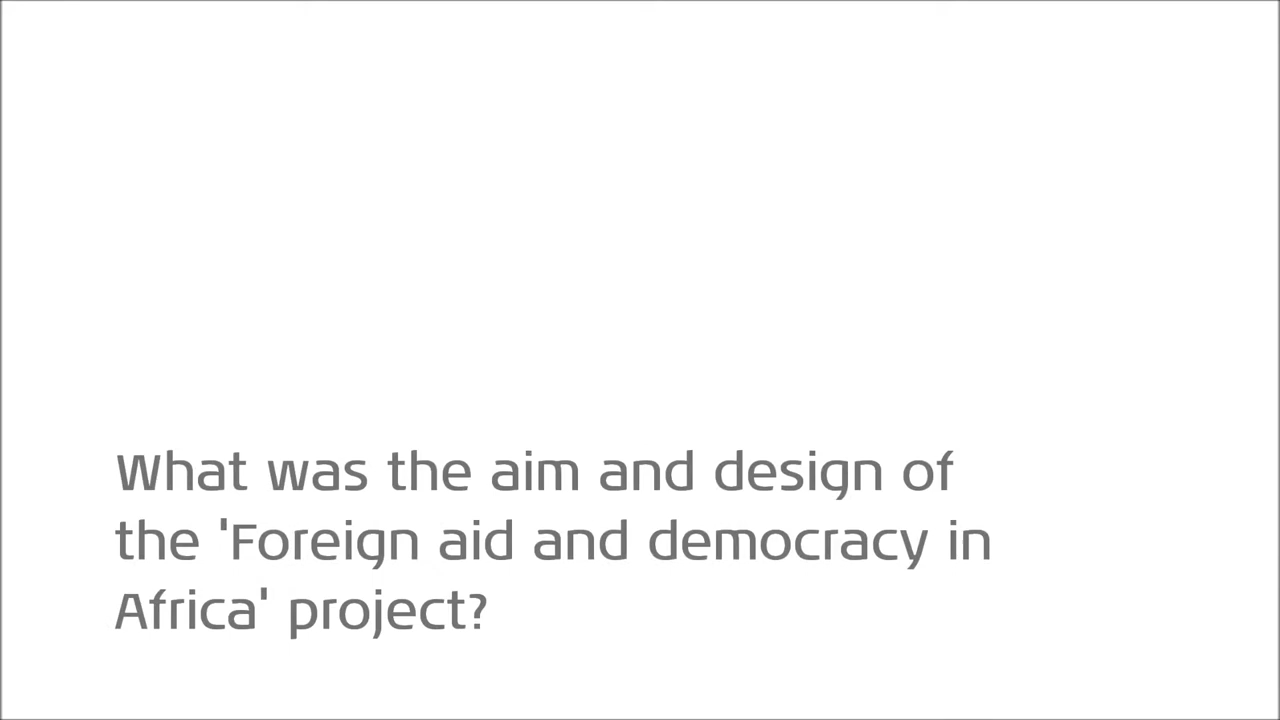 What was the aim and design of
the 'Foreign aid and democracy in
Africa' project?